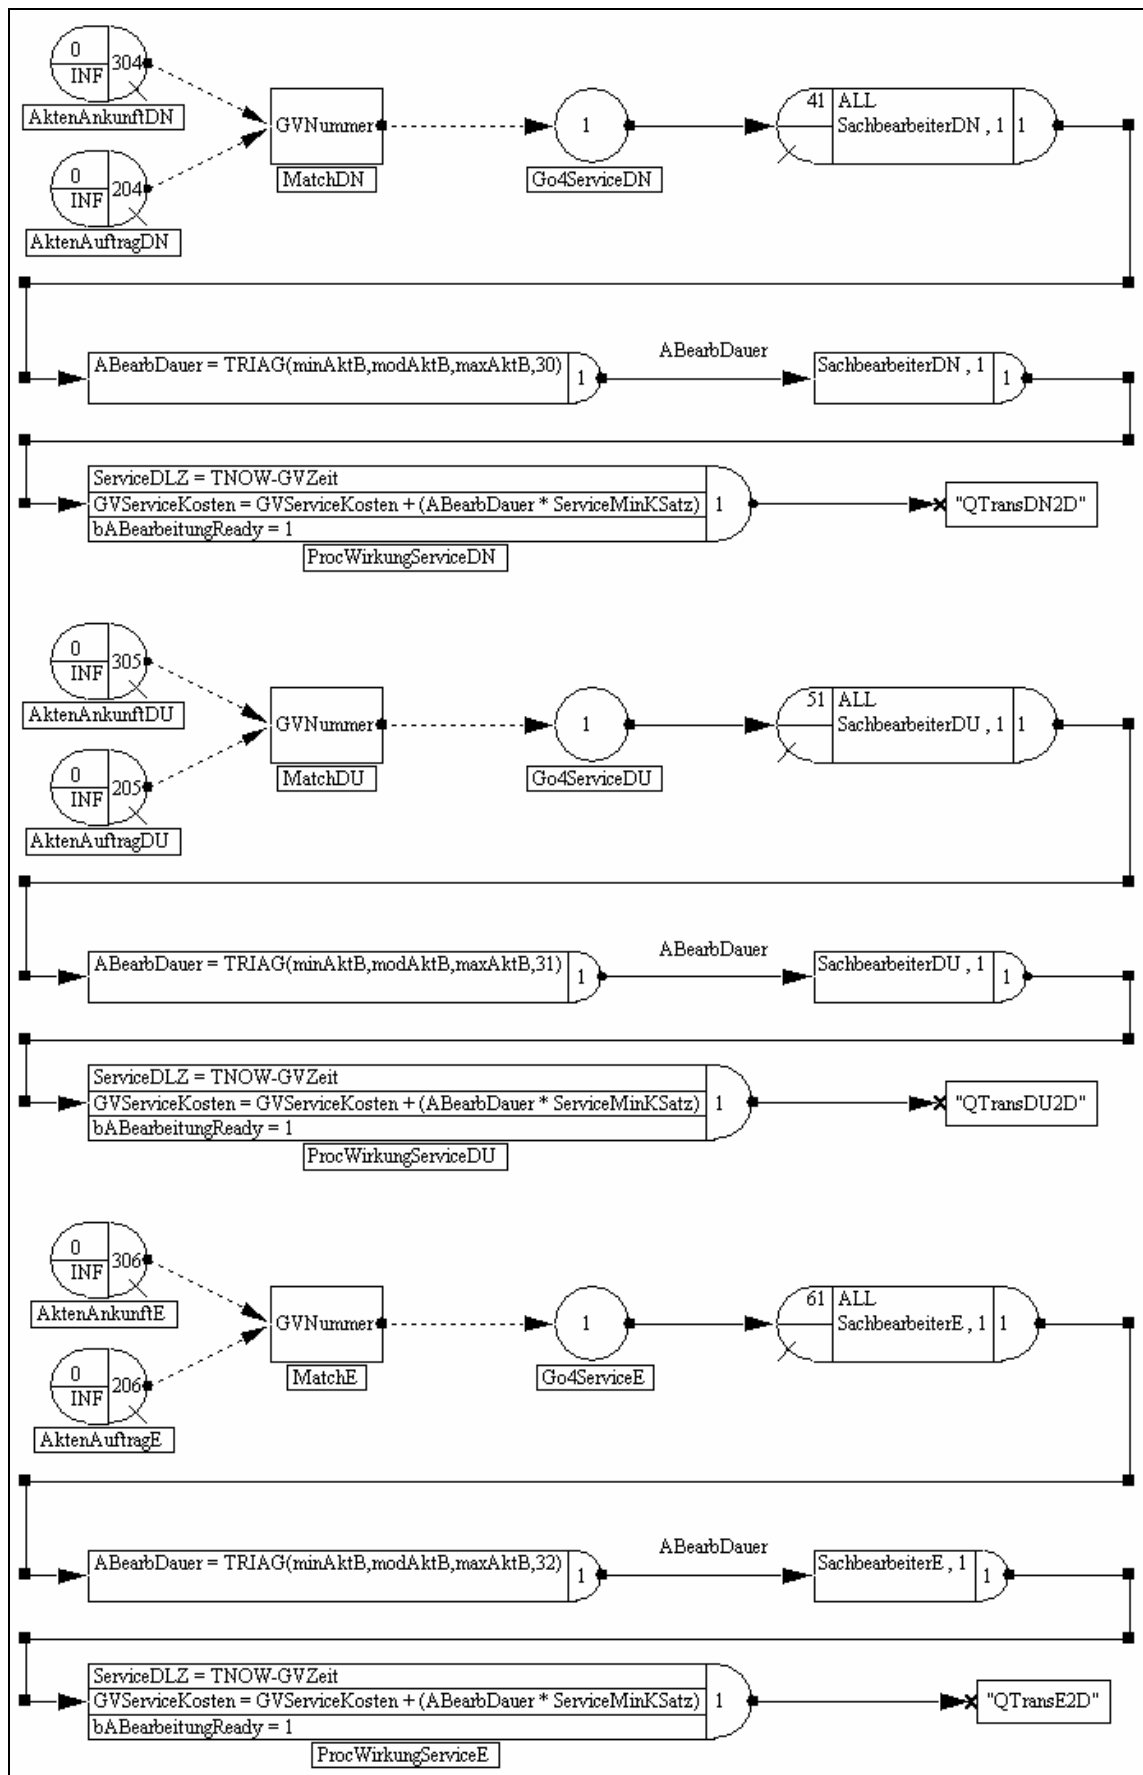 0
INF
304
AktenAnkunftDN
0
INF
204
AktenAuftragDN
GVNummer
MatchDN
1
Go4ServiceDN
41
ALL
SachbearbeiterDN , 1
1
ABearbDauer = TRIAG(minAktB,modAktB,maxAktB,30)
1
ABearbDauer
SachbearbeiterDN , 1
1
ServiceDLZ = TNOW-GVZeit
GVServiceKosten = GVServiceKosten + (ABearbDauer * ServiceMinKSatz)
bABearbeitungReady = 1
1
ProcWirkungServiceDN
"QTransDN2D"
0
INF
305
AktenAnkunftDU
0
INF
205
AktenAuftragDU
GVNummer
MatchDU
1
Go4ServiceDU
51
ALL
SachbearbeiterDU , 1
1
ABearbDauer = TRIAG(minAktB,modAktB,maxAktB,31)
1
ABearbDauer
SachbearbeiterDU , 1
1
ServiceDLZ = TNOW-GVZeit
GVServiceKosten = GVServiceKosten + (ABearbDauer * ServiceMinKSatz)
bABearbeitungReady = 1
1
ProcWirkungServiceDU
"QTransDU2D"
0
INF
306
AktenAnkunftE
0
INF
206
AktenAuftragE
GVNummer
MatchE
1
Go4ServiceE
61
ALL
SachbearbeiterE , 1
1
ABearbDauer = TRIAG(minAktB,modAktB,maxAktB,32)
1
ABearbDauer
SachbearbeiterE , 1
1
ServiceDLZ = TNOW-GVZeit
GVServiceKosten = GVServiceKosten + (ABearbDauer * ServiceMinKSatz)
bABearbeitungReady = 1
1
ProcWirkungServiceE
"QTransE2D"